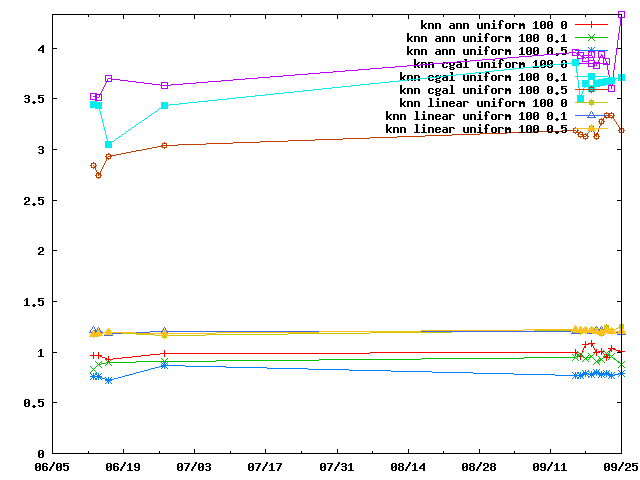 knn ann uniform 100 0
knn ann uniform 100 0.1
knn ann uniform 100 0.5
knn cgal uniform 100 0
knn cgal uniform 100 0.1
knn cgal uniform 100 0.5
knn linear uniform 100 0
knn linear uniform 100 0.1
knn linear uniform 100 0.5
4
3.5
3
2.5
2
1.5
1
0.5
0
06/05 06/19 07/03 07/17 07/31 08/14 08/28 09/11 09/25